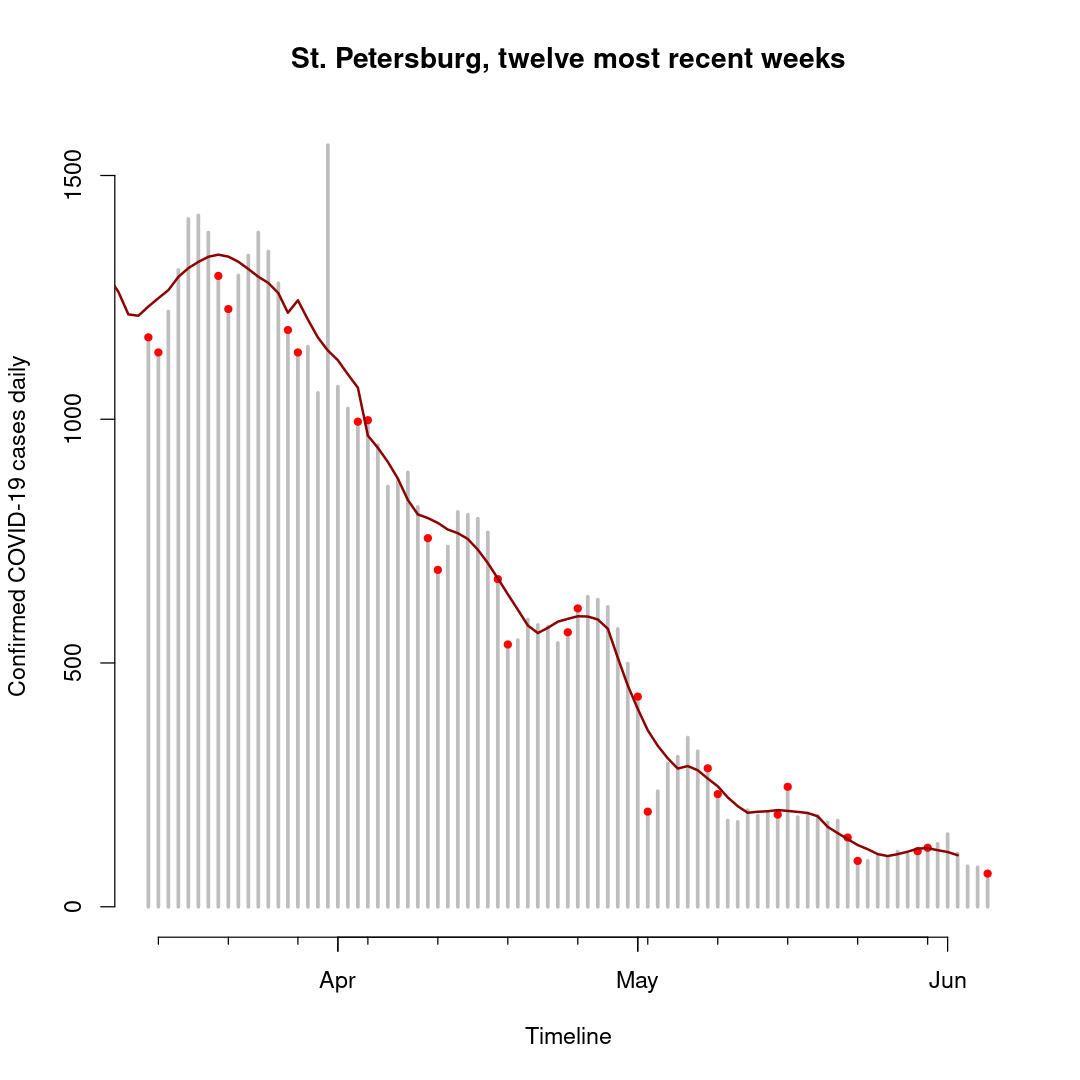 St. Petersburg, twelve most recent weeks
Confirmed COVID-19 cases daily
1500
1000
500
0
Apr May Jun
Timeline